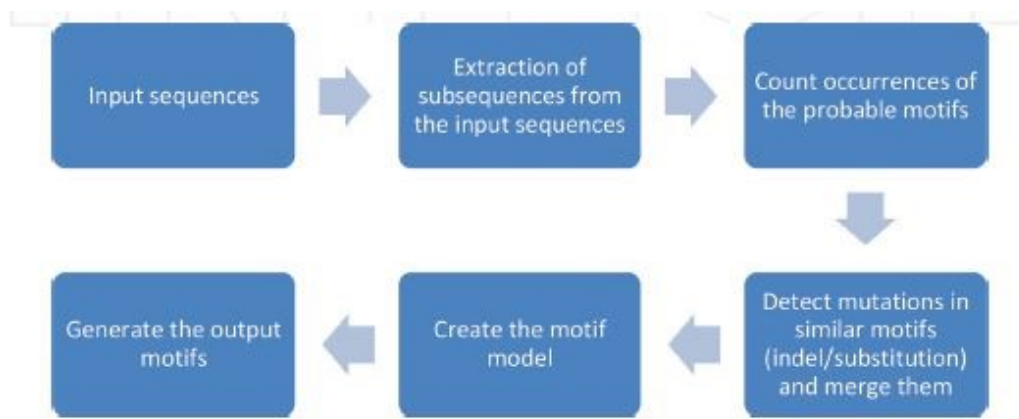 Input sequences
Extraction of
subsequences from
the input sequences
Count occurrences of
the probable motifs
Detect mutations in
similar motifs
(indel/substitution)
and merge them
Create the motif
model
Generate the output
motifs